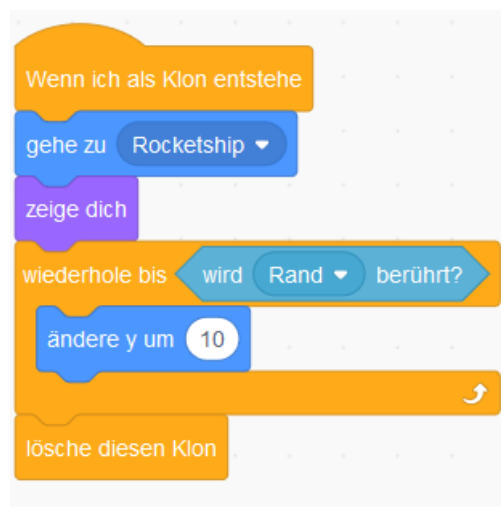 Wenn ich als Klon entstehe
gehe zu Rocketship
zeige dich
wiederhole bis wird Rand berührt?
ändere y um 10
lösche diesen Klon